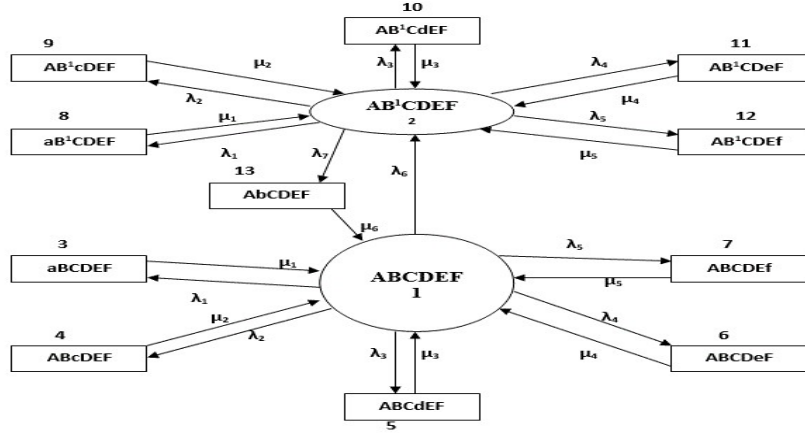 10
AB¹CdEF
9
AB¹cDEF
μ₂
λ₃
μ₃
λ₄
11
AB¹CDeF
λ₂
AB¹CDEF
2
μ₄
8
aB¹CDEF
μ₁
λ₁
λ₅
12
AB¹CDEf
μ₅
λ₇
λ₆
13
AbCDEF
μ₆
3
aBCDEF
μ₁
λ₁
ABCDEF
1
λ₅
7
ABCDEf
μ₅
4
ABcDEF
μ₂
λ₂
λ₄
μ₄
6
ABCDeF
λ₃
μ₃
ABCdEF
5